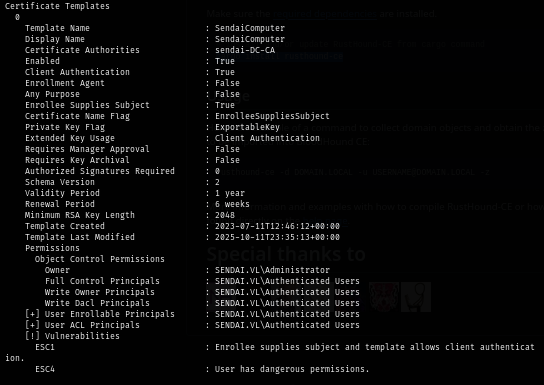 Certificate Templates
0
Template Name : SendaiComputer
Display Name : SendaiComputer
Certificate Authorities : sendai-DC-CA
Enabled : True
Client Authentication : True
Enrollment Agent : False
Any Purpose : False
Enrollee Supplies Subject : True
Certificate Name Flag : EnrolleeSuppliesSubject
Private Key Flag : ExportableKey
Extended Key Usage : Client Authentication
Requires Manager Approval : False
Requires Key Archival : False
Authorized Signatures Required : 0
Schema Version : 2
Validity Period : 1 year
Renewal Period : 6 weeks
Minimum RSA Key Length : 2048
Template Created : 2023-07-11T12:46:12+00:00
Template Last Modified : 2025-10-11T23:35:13+00:00
Permissions
Object Control Permissions
Owner : SENDAI.VL\Administrator
Full Control Principals : SENDAI.VL\Authenticated Users
Write Owner Principals : SENDAI.VL\Authenticated Users
Write Dacl Principals : SENDAI.VL\Authenticated Users
[+] User Enrollable Principals : SENDAI.VL\Authenticated Users
[+] User ACL Principals : SENDAI.VL\Authenticated Users
[!] Vulnerabilities
ESC1 : Enrollee supplies subject and template allows client authenticat
ion.
ESC4 : User has dangerous permissions.
Special thanks to